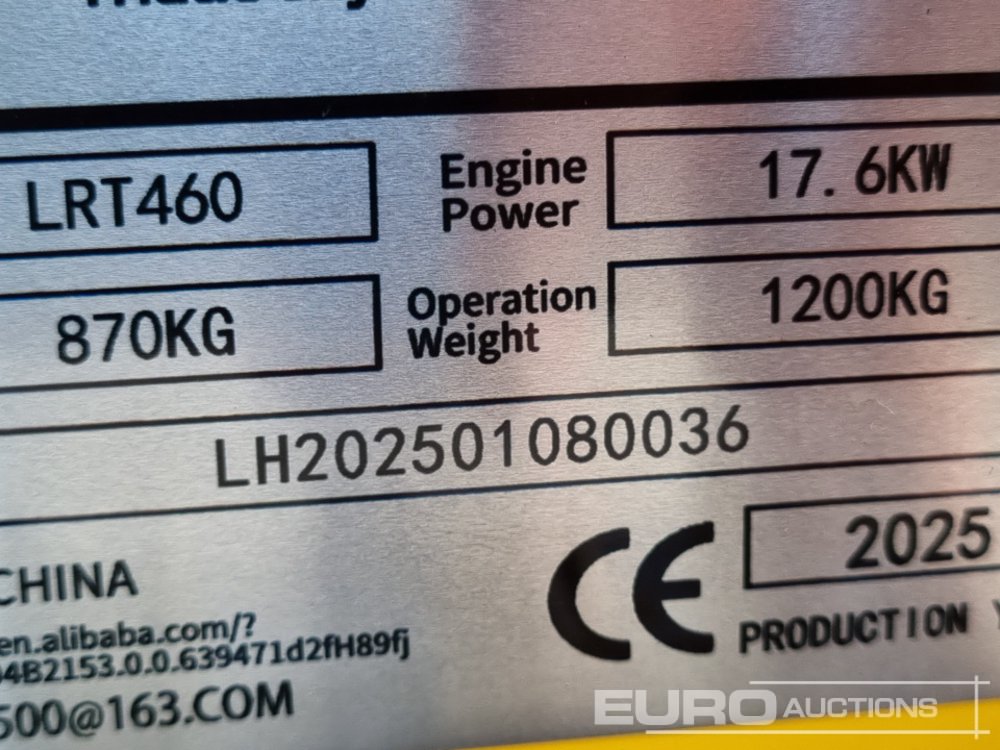 LRT460
Engine Power
17.6KW
870KG
Operation Weight
1200KG
LH202501080036
CHINA
CE
2025
PRODUCTION
en.alibaba.com/?
4B2153.0.0.639471d2fH89fj
500@163.COM
EURO AUCTIONS